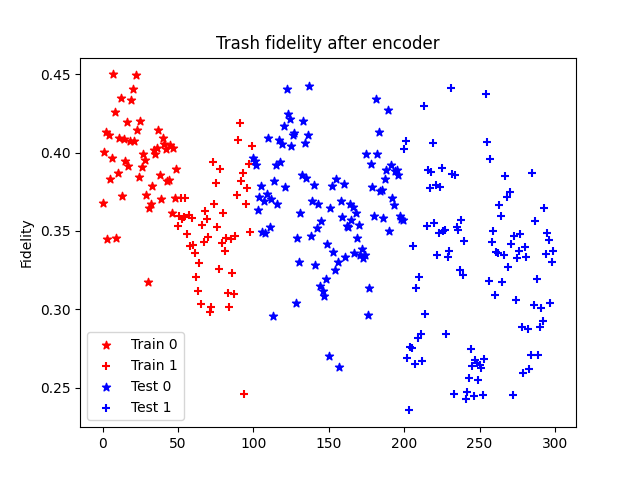 Trash fidelity after encoder
0.45
0.40
0.35
0.30
0.25
Fidelity
Train 0
Train 1
Test 0
Test 1
0 50 100 150 200 250 300